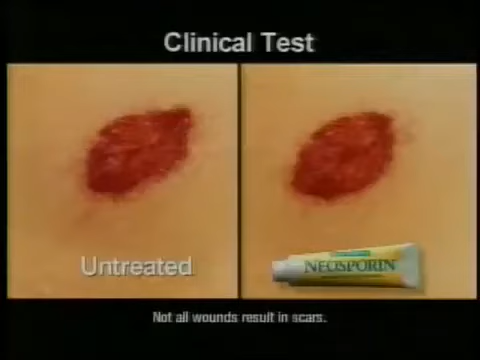 Clinical Test
Untreated
NEOSPORIN
Not all wounds result in scars.